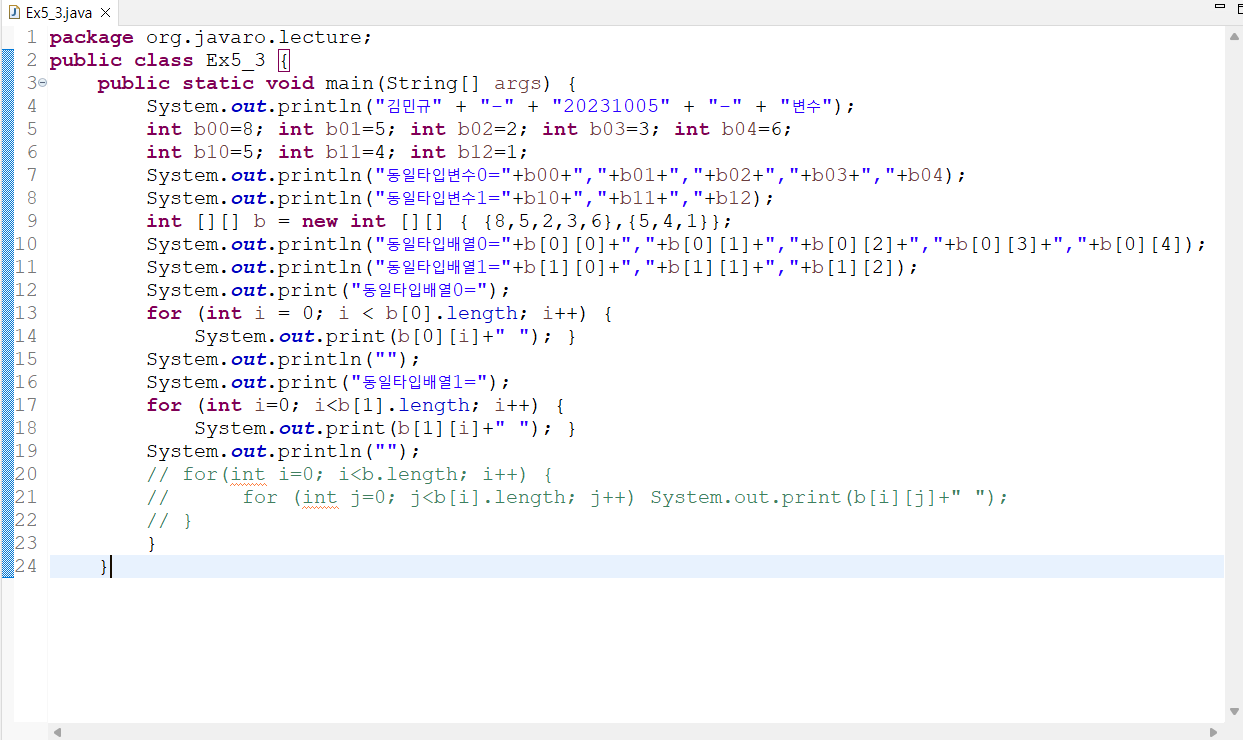 Ex5_3.java
1 package org.javaro.lecture;
2 public class Ex5_3 {
3 public static void main(String[] args) {
4 System.out.println("김민규" + "-" + "20231005" + "-" + "변수");
5 int b00=8; int b01=5; int b02=2; int b03=3; int b04=6;
6 int b10=5; int b11=4; int b12=1;
7 System.out.println("동일타입변수0="+b00+","+b01+","+b02+","+b03+","+b04);
8 System.out.println("동일타입변수1="+b10+","+b11+","+b12);
9 int [][] b = new int [][] { {8,5,2,3,6},{5,4,1}};
10 System.out.println("동일타입배열0="+b[0][0]+","+b[0][1]+","+b[0][2]+","+b[0][3]+","+b[0][4]);
11 System.out.println("동일타입배열1="+b[1][0]+","+b[1][1]+","+b[1][2]);
12 System.out.print("동일타입배열0=");
13 for (int i = 0; i < b[0].length; i++) {
14 System.out.print(b[0][i]+" "); }
15 System.out.println("");
16 System.out.print("동일타입배열1=");
17 for (int i=0; i<b[1].length; i++) {
18 System.out.print(b[1][i]+" "); }
19 System.out.println("");
20 // for(int i=0; i<b.length; i++) {
21 //      for (int j=0; j<b[i].length; j++) System.out.print(b[i][j]+" ");
22 // }
23 }
24 }